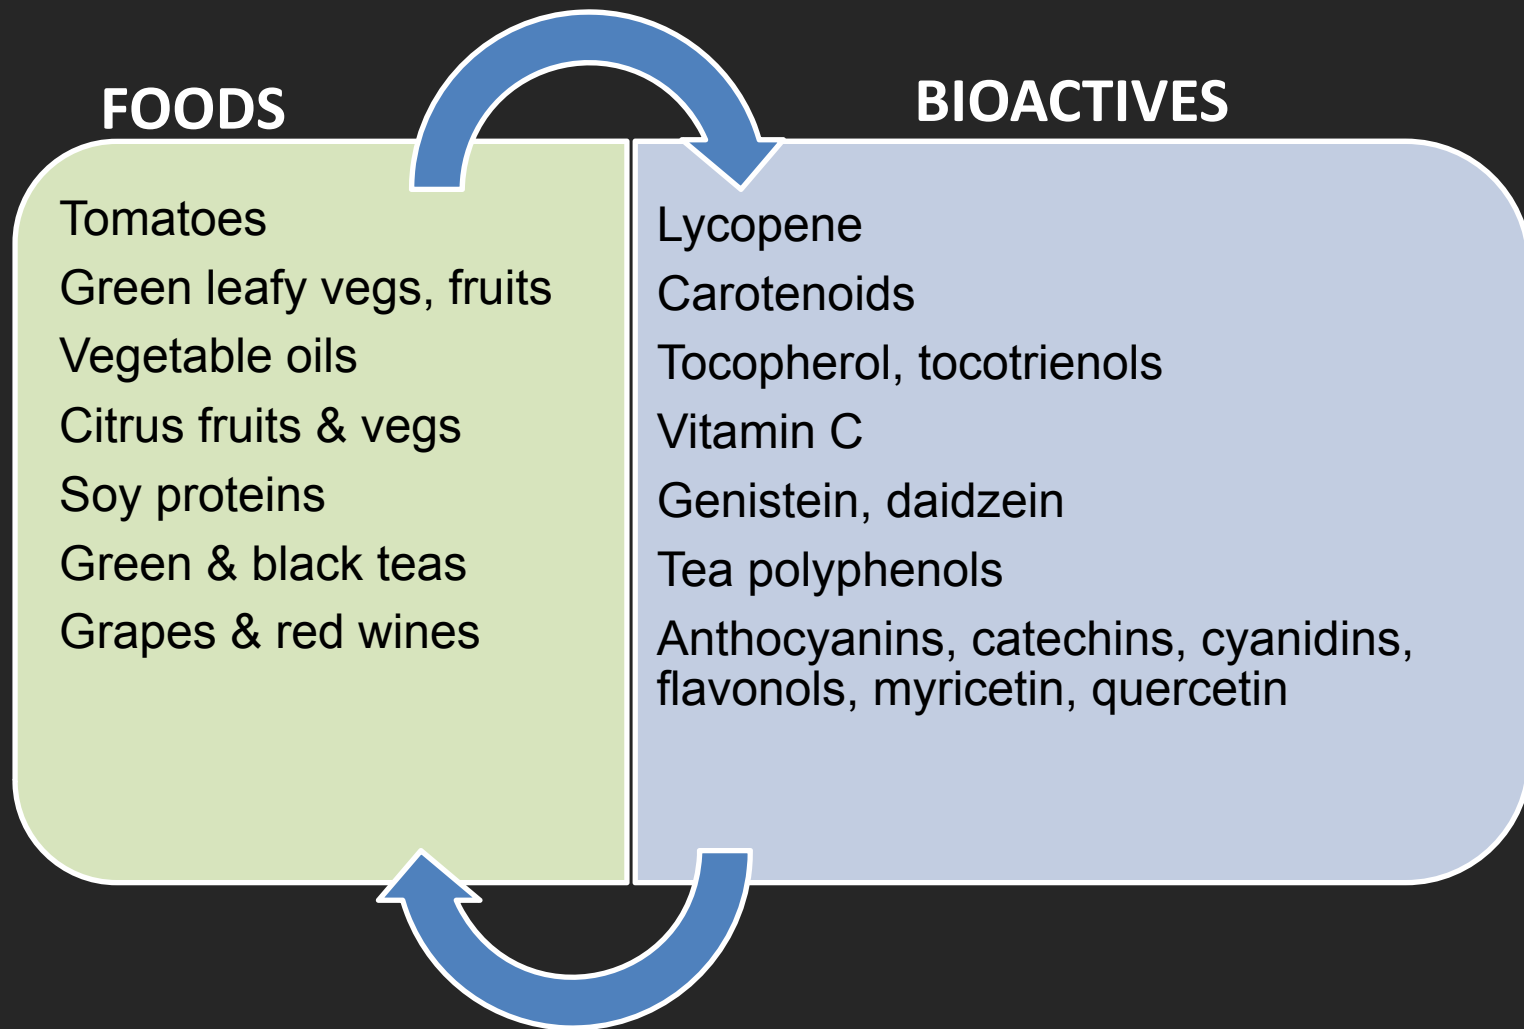 FOODS
Tomatoes
Green leafy vegs, fruits
Vegetable oils
Citrus fruits & vegs
Soy proteins
Green & black teas
Grapes & red wines
BIOACTIVES
Lycopene
Carotenoids
Tocopherol, tocotrienols
Vitamin C
Genistein, daidzein
Tea polyphenols
Anthocyanins, catechins, cyanidins,
flavonols, myricetin, quercetin